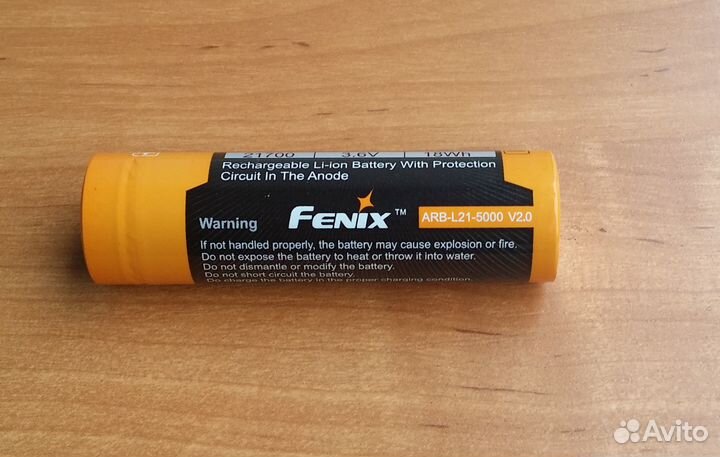 21700 3.6V 18Wh
Rechargeable Li-ion Battery With Protection
Circuit In The Anode
Warning FENIX™ ARB-L21-5000 V2.0
If not handled properly, the battery may cause explosion or fire.
Do not expose the battery to heat or throw it into water.
Do not dismantle or modify the battery.
Do not short circuit the battery.
Do charge the battery in the proper charging condition.
Avito